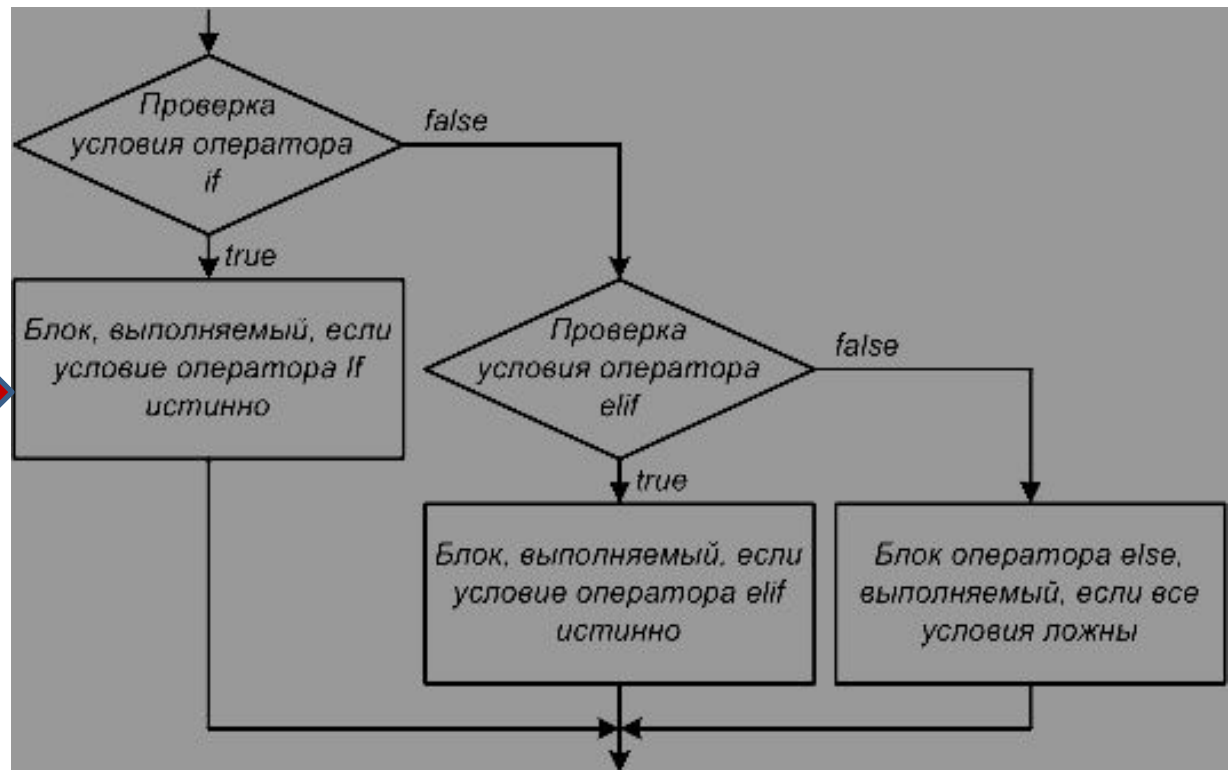 Проверка
условия оператора
if
false
true
Блок, выполняемый, если
условие оператора If
истинно
Проверка
условия оператора
elif
false
true
Блок, выполняемый, если
условие оператора elif
истинно
Блок оператора else,
выполняемый, если все
условия ложны